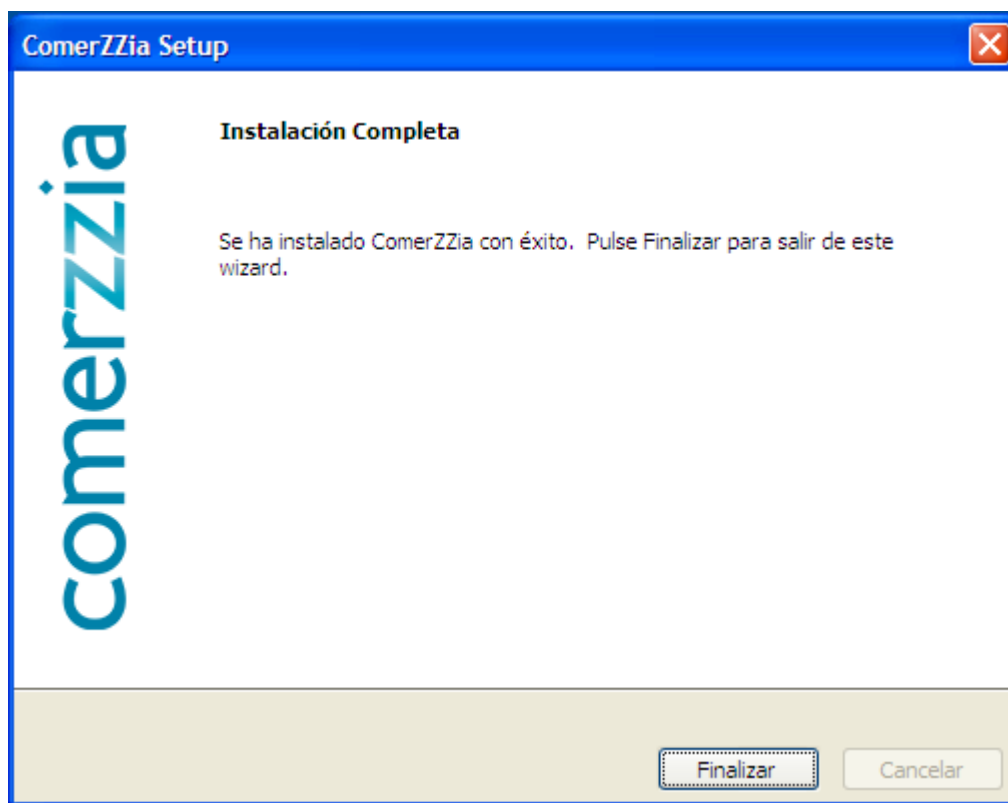 ComerZZia Setup
comerzzia
Instalación Completa
Se ha instalado ComerZZia con éxito.  Pulse Finalizar para salir de este
wizard.
Finalizar
Cancelar